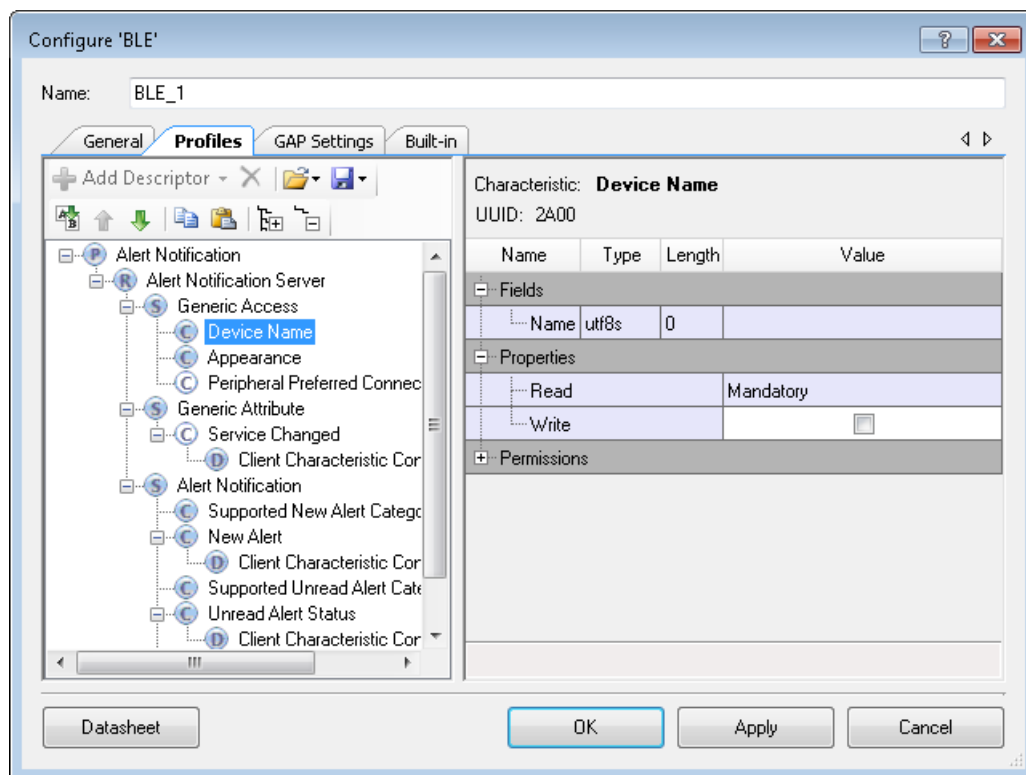 Configure 'BLE'
Name: BLE_1
General Profiles GAP Settings Built-in
Add Descriptor
Characteristic: Device Name
UUID: 2A00
Name Type Length Value
Fields
Name utf8s 0
Properties
Read Mandatory
Write
Permissions
P Alert Notification
R Alert Notification Server
S Generic Access
C Device Name
C Appearance
C Peripheral Preferred Connec
S Generic Attribute
C Service Changed
D Client Characteristic Cor
S Alert Notification
C Supported New Alert Catego
C New Alert
D Client Characteristic Cor
C Supported Unread Alert Cate
C Unread Alert Status
D Client Characteristic Cor
Datasheet OK Apply Cancel